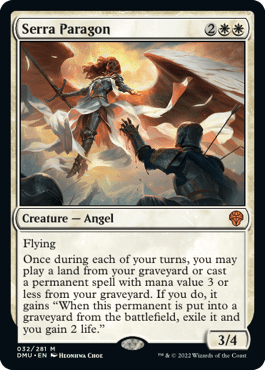 Serra Paragon 2
Creature — Angel
Flying
Once during each of your turns, you may
play a land from your graveyard or cast
a permanent spell with mana value 3 or
less from your graveyard. If you do, it
gains “When this permanent is put into a
graveyard from the battlefield, exile it and
you gain 2 life.”
3/4
032/281 M
DMU • EN HEONHWA CHOE ™ & © 2022 Wizards of the Coast